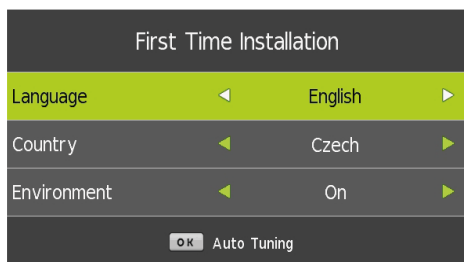 First Time Installation
Language English
Country Czech
Environment On
OK Auto Tuning